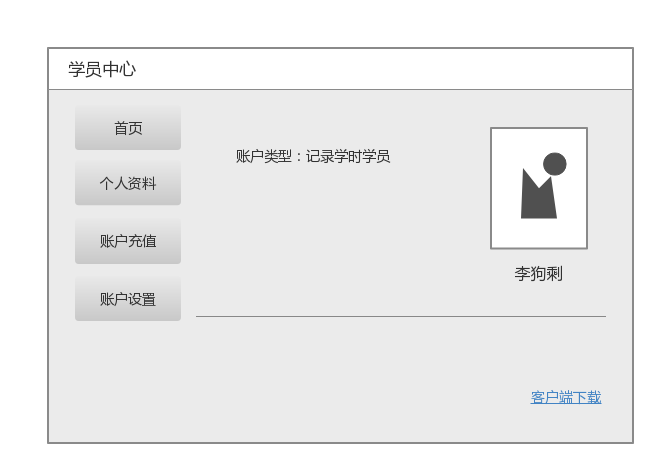 学员中心
首页
个人资料
账户充值
账户设置
账户类型：记录学时学员
李狗剩
客户端下载